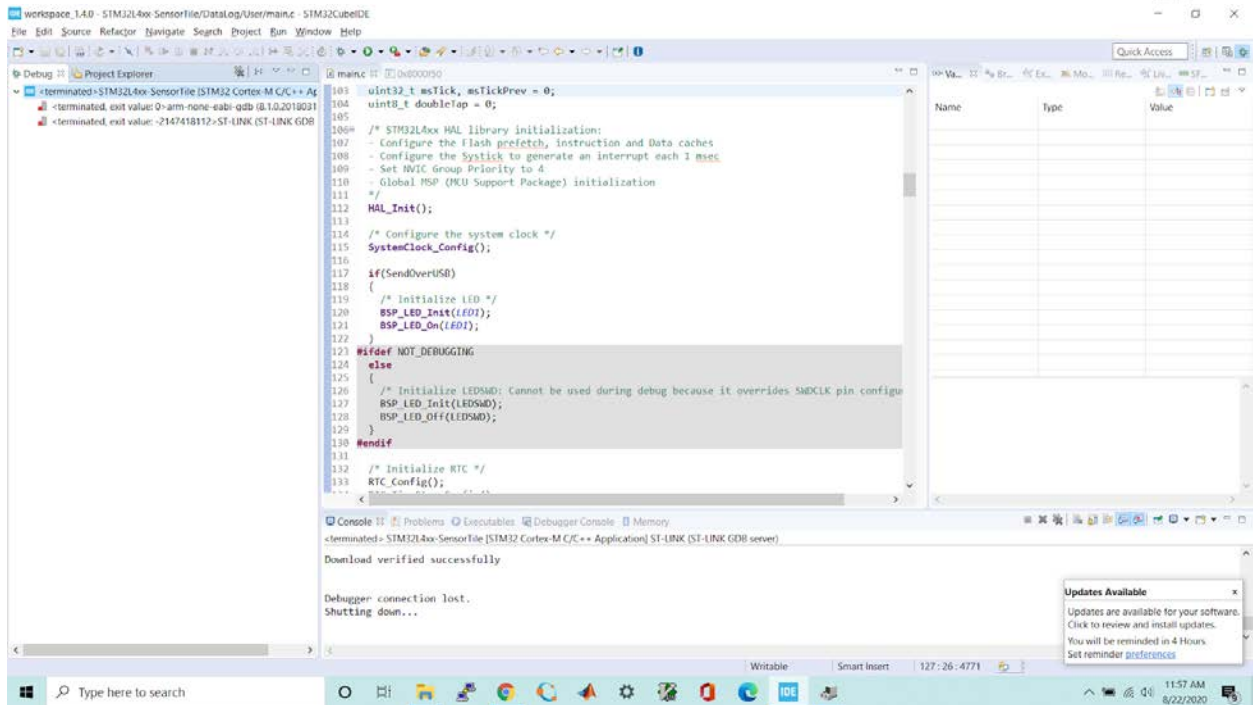 workspace_1.4.0 - STM32L4xx-SensorTile/DataLog/User/main.c - STM32CubeIDE
File Edit Source Refactor Navigate Search Project Run Window Help
Quick Access
Debug
Project Explorer
<terminated>STM32L4xx-SensorTile [STM32 Cortex-M C/C++ Ap
<terminated, exit value: 0>arm-none-eabi-gdb (8.1.0.2018031
<terminated, exit value: -2147418112>ST-LINK (ST-LINK GDB
main.c 0x8000f50
103 uint32_t msTick, msTickPrev = 0;
104 uint8_t doubleTap = 0;
105
106 /* STM32L4xx HAL library initialization:
107 - Configure the Flash prefetch, instruction and Data caches
108 - Configure the Systick to generate an interrupt each 1 msec
109 - Set NVIC Group Priority to 4
110 - Global MSP (MCU Support Package) initialization
111 */
112 HAL_Init();
113
114 /* Configure the system clock */
115 SystemClock_Config();
116
117 if(SendOverUSB)
118 {
119 /* Initialize LED */
120 BSP_LED_Init(LED1);
121 BSP_LED_On(LED1);
122 }
123 #ifdef NOT_DEBUGGING
124 else
125 {
126 /* Initialize LEDSWD: Cannot be used during debug because it overrides SWDCLK pin configu
127 BSP_LED_Init(LEDSWD);
128 BSP_LED_Off(LEDSWD);
129 }
130 #endif
131
132 /* Initialize RTC */
133 RTC_Config();
Va... Br... Ex... Mo... Re... Liv... SF...
Name Type Value
Console Problems Executables Debugger Console Memory
<terminated> STM32L4xx-SensorTile [STM32 Cortex-M C/C++ Application] ST-LINK (ST-LINK GDB server)
Download verified successfully
Debugger connection lost.
Shutting down...
Updates Available x
Updates are available for your software.
Click to review and install updates.
You will be reminded in 4 Hours.
Set reminder preferences
Writable Smart Insert 127 : 26 : 4771
Type here to search
IDE
11:57 AM
8/22/2020